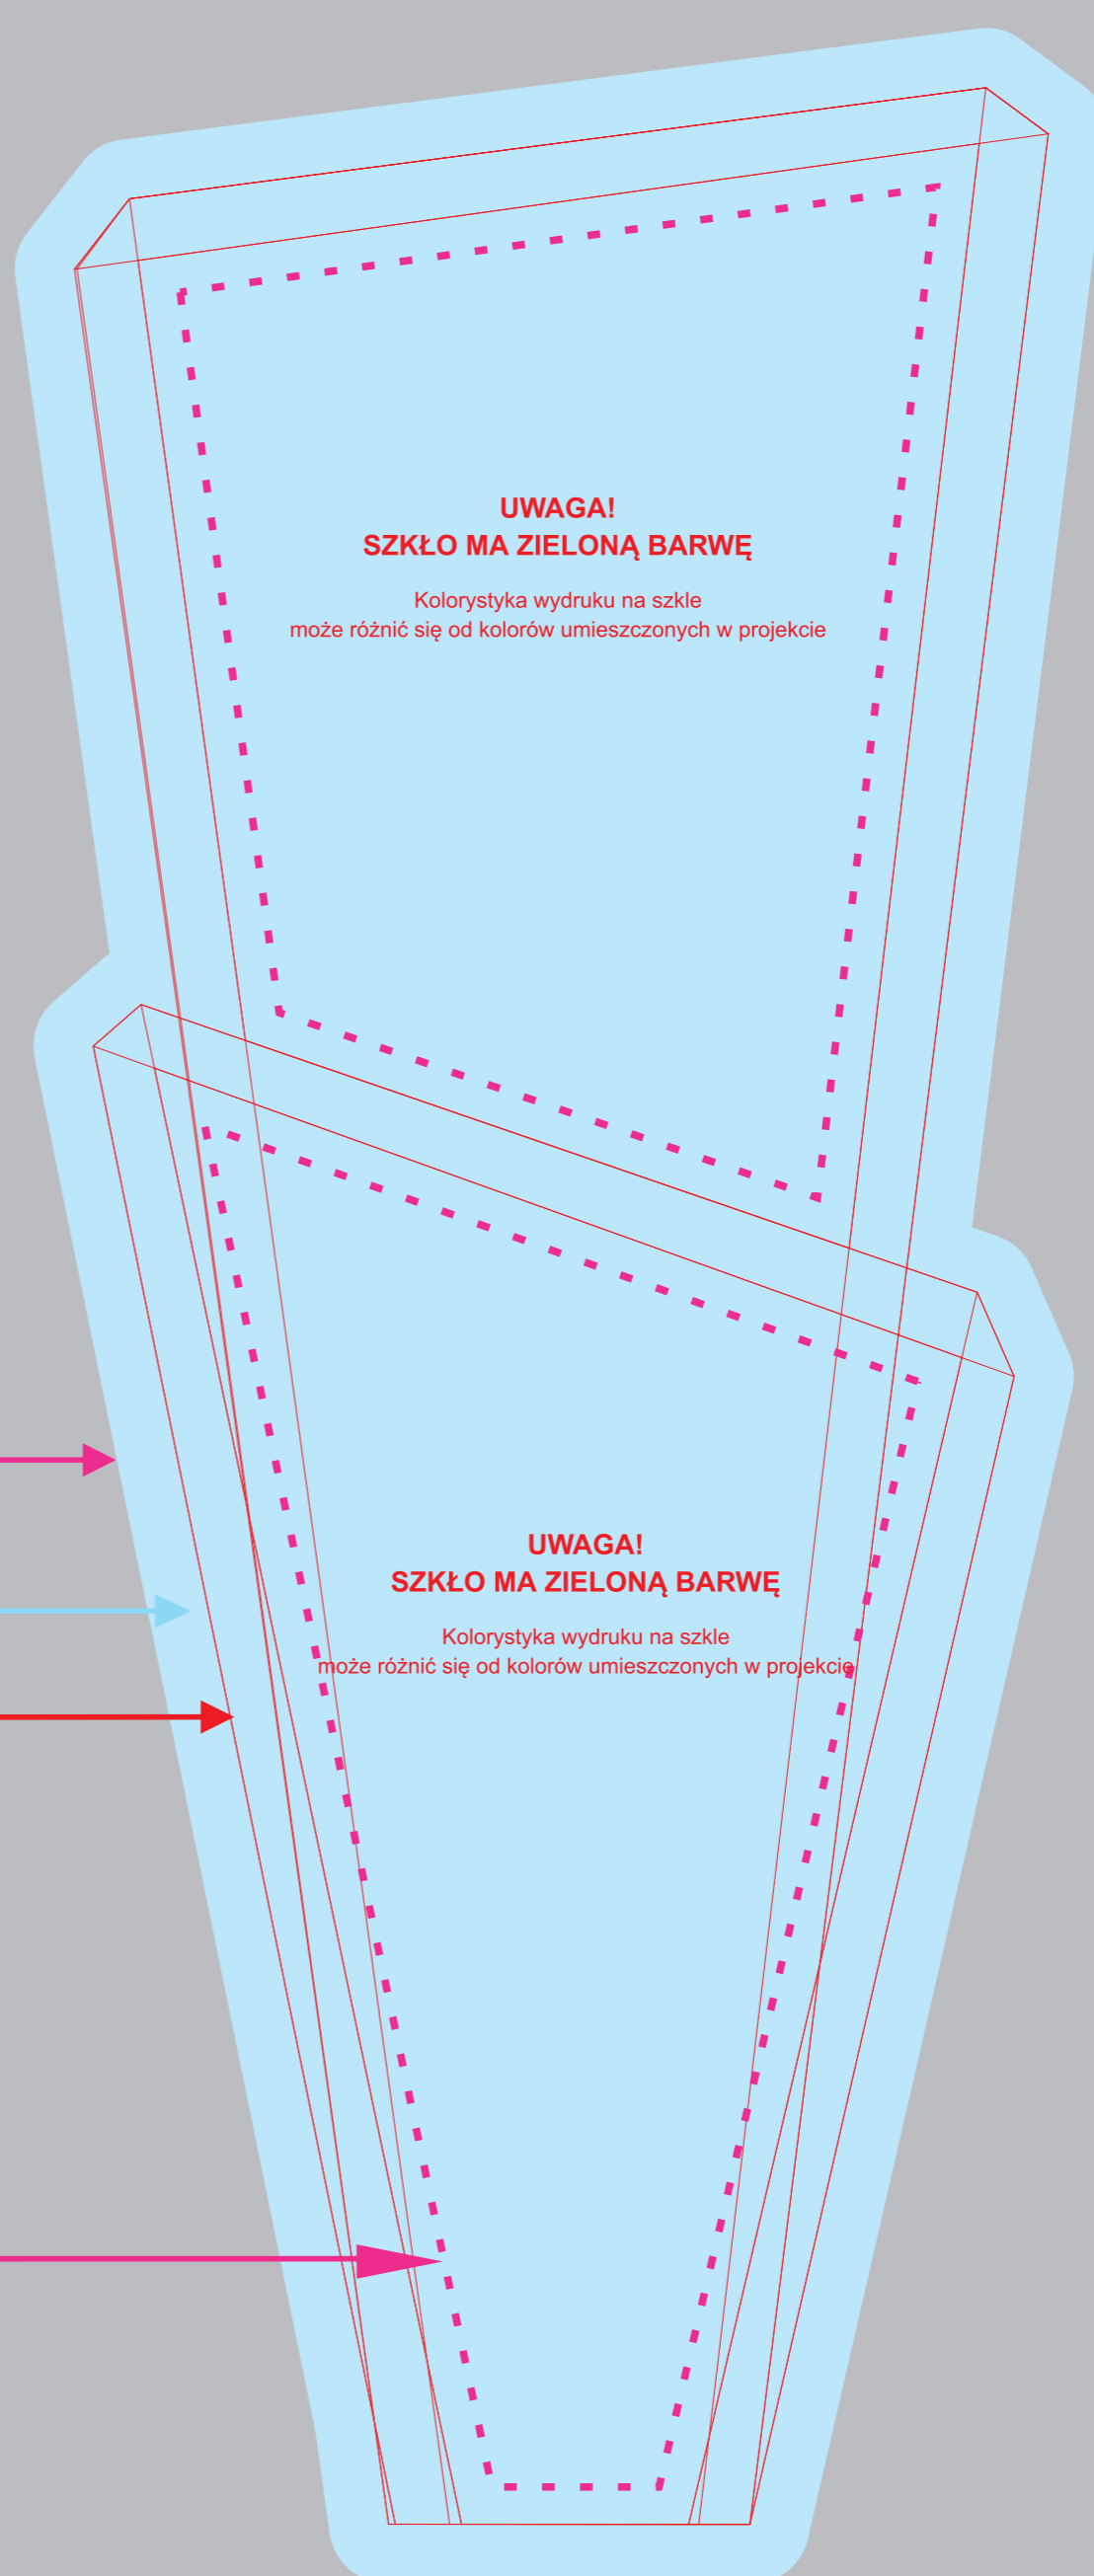 UWAGA!
SZKŁO MA ZIELONĄ BARWĘ
Kolorystyka wydruku na szkle
może różnić się od kolorów umieszczonych w projekcie
UWAGA!
SZKŁO MA ZIELONĄ BARWĘ
Kolorystyka wydruku na szkle
może różnić się od kolorów umieszczonych w projekcie